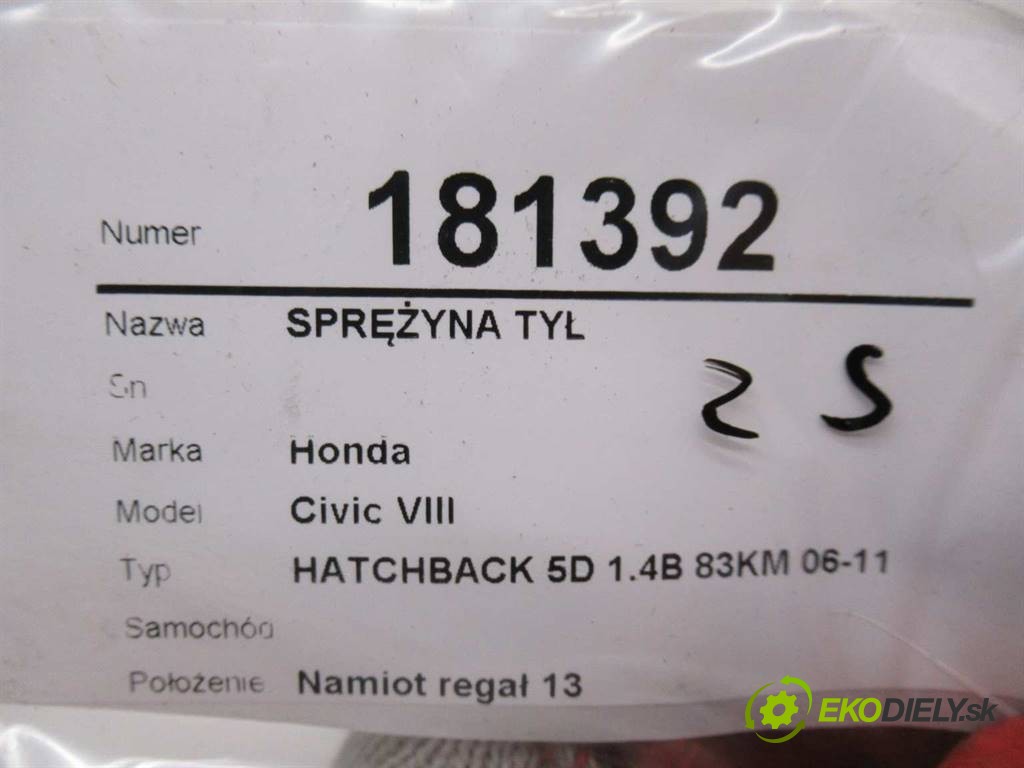 Numer 181392
Nazwa SPRĘŻYNA TYŁ
Sn
2 S
Marka Honda
Model Civic VIII
Typ HATCHBACK 5D 1.4B 83KM 06-11
Samochód
Położenie Namiot regał 13
EKODIELY.sk